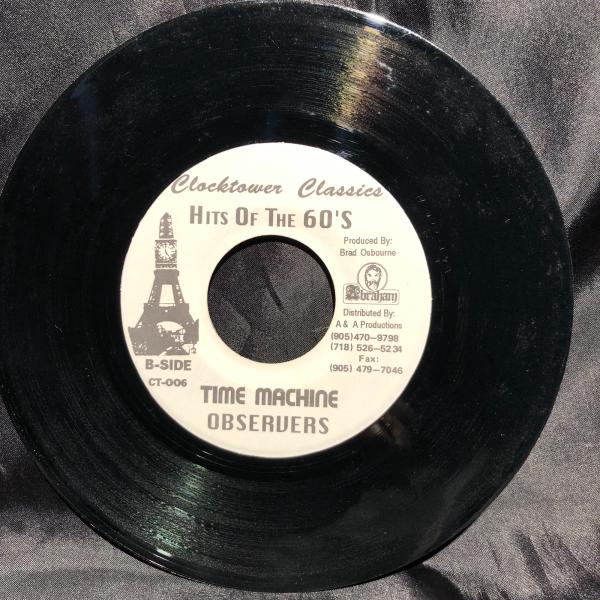 Clocktower Classics
HITS OF THE 60'S
Produced By:
Brad Osbourne
Abraham
Distributed By:
A & A Productions
(905)470-9798
(718) 526-5234
Fax:
(905) 479-7046
B-SIDE
CT-006
TIME MACHINE
OBSERVERS